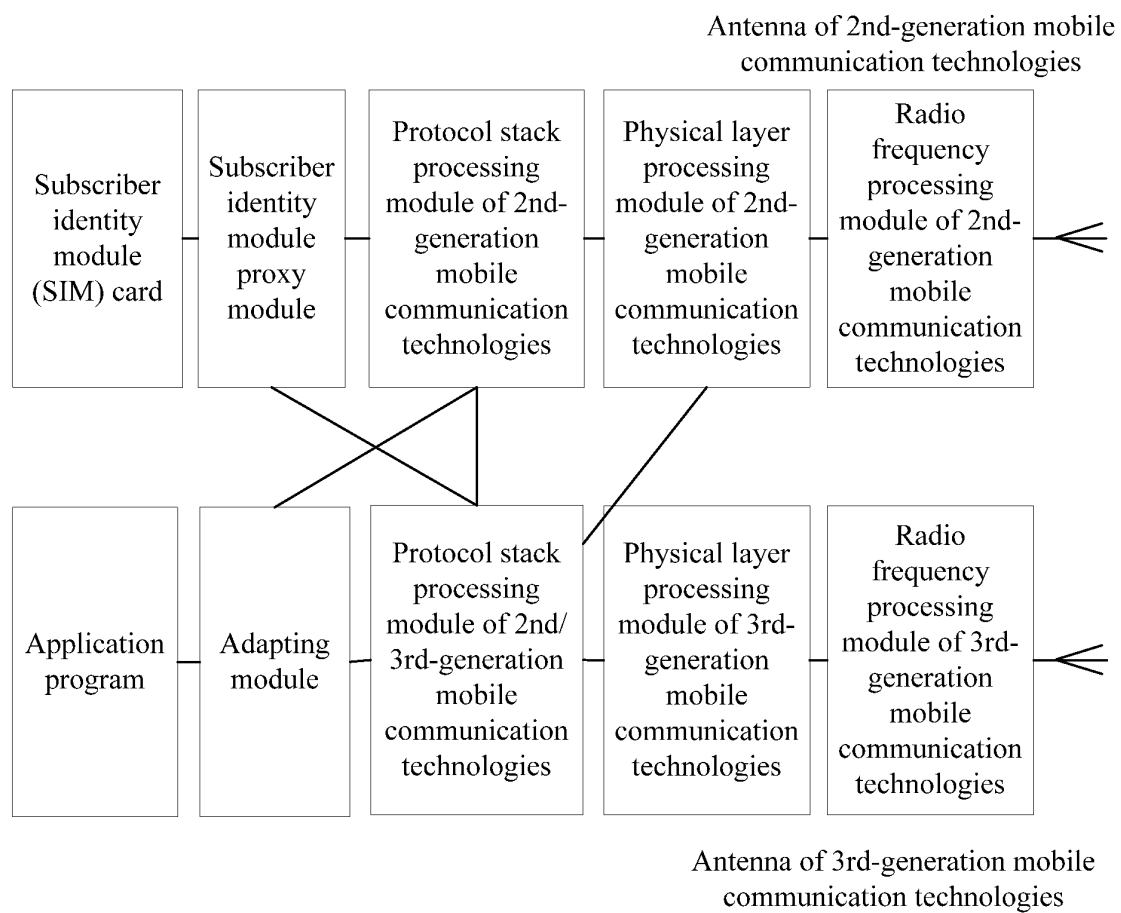 Antenna of 2nd-generation mobile
communication technologies
Subscriber
identity
module
(SIM) card
Subscriber
identity
module
proxy
module
Protocol stack
processing
module of 2nd-
generation
mobile
communication
technologies
Physical layer
processing
module of 2nd-
generation
mobile
communication
technologies
Radio
frequency
processing
module of 2nd-
generation
mobile
communication
technologies
Application
program
Adapting
module
Protocol stack
processing
module of 2nd/
3rd-generation
mobile
communication
technologies
Physical layer
processing
module of 3rd-
generation
mobile
communication
technologies
Radio
frequency
processing
module of 3rd-
generation
mobile
communication
technologies
Antenna of 3rd-generation mobile
communication technologies